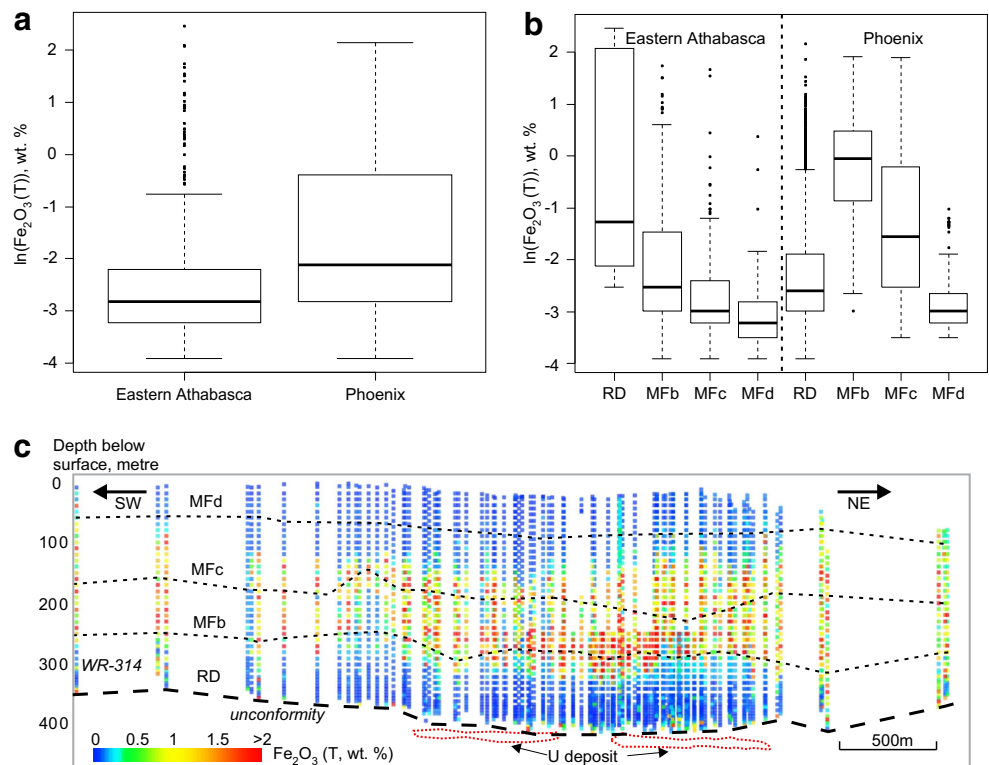 a
ln(Fe₂O₃(T)), wt. %
2
1
0
-1
-2
-3
-4
Eastern Athabasca
Phoenix
b
ln(Fe₂O₃(T)), wt. %
2
1
0
-1
-2
-3
-4
Eastern Athabasca
Phoenix
RD MFb MFc MFd RD MFb MFc MFd
c
Depth below
surface, metre
0
100
200
300
400
SW
NE
MFd
MFc
MFb
WR-314
RD
unconformity
0 0.5 1 1.5 >2
Fe₂O₃ (T, wt. %)
U deposit
500m